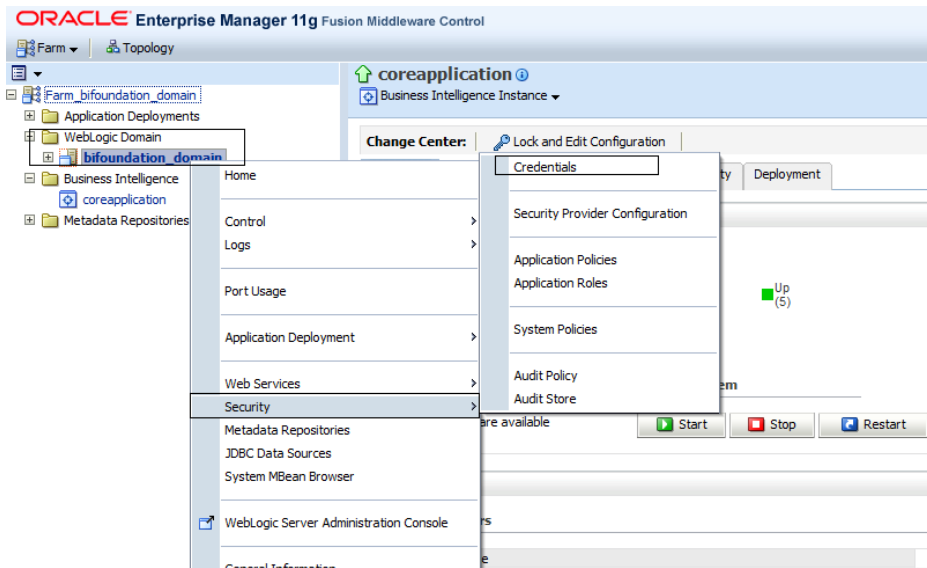 ORACLE Enterprise Manager 11g Fusion Middleware Control
Farm Topology
coreapplication
Business Intelligence Instance
Farm_bifoundation_domain
Application Deployments
WebLogic Domain
bifoundation_domain
Business Intelligence
coreapplication
Metadata Repositories
Change Center: Lock and Edit Configuration
Deployment
Home
Control
Logs
Port Usage
Application Deployment
Web Services
Security
Metadata Repositories
JDBC Data Sources
System MBean Browser
WebLogic Server Administration Console
General Information
Credentials
Security Provider Configuration
Application Policies
Application Roles
System Policies
Audit Policy
Audit Store
Up
(5)
are available
Start Stop Restart